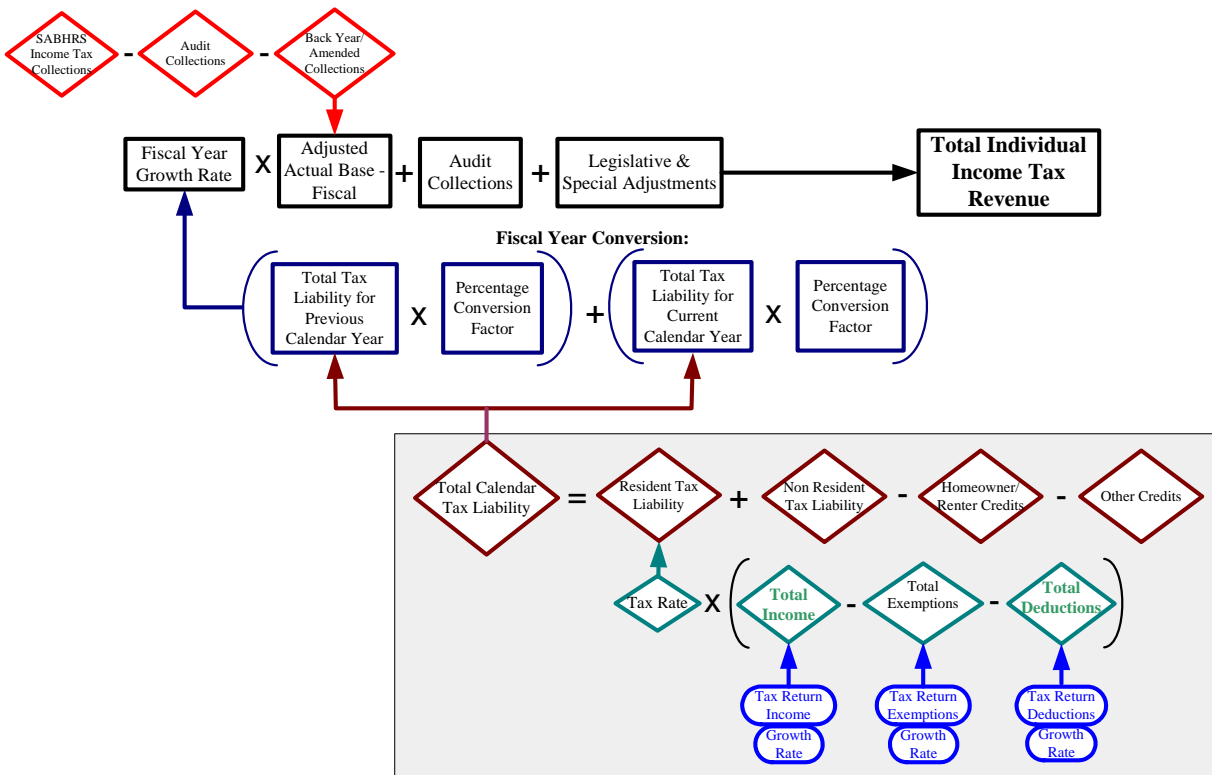 SABHRS
Income Tax
Collections
-
Audit
Collections
-
Back Year/
Amended
Collections
Fiscal Year
Growth Rate
x
Adjusted
Actual Base -
Fiscal
+
Audit
Collections
+
Legislative &
Special Adjustments
Total Individual
Income Tax
Revenue
Fiscal Year Conversion:
Total Tax
Liability for
Previous
Calendar Year
x
Percentage
Conversion
Factor
+
Total Tax
Liability for
Current
Calendar Year
x
Percentage
Conversion
Factor
Total Calendar
Tax Liability
=
Resident Tax
Liability
+
Non Resident
Tax Liability
-
Homeowner/
Renter Credits
-
Other Credits
Tax Rate
x
Total
Income
-
Total
Exemptions
-
Total
Deductions
Tax Return
Income
Growth
Rate
Tax Return
Exemptions
Growth
Rate
Tax Return
Deductions
Growth
Rate